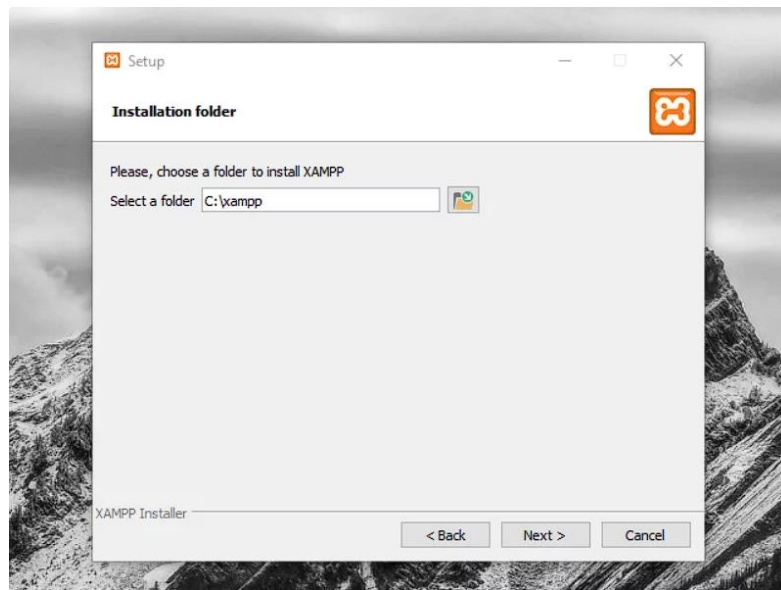 Setup
Installation folder
Please, choose a folder to install XAMPP
Select a folder C:\xampp
XAMPP Installer
< Back Next > Cancel